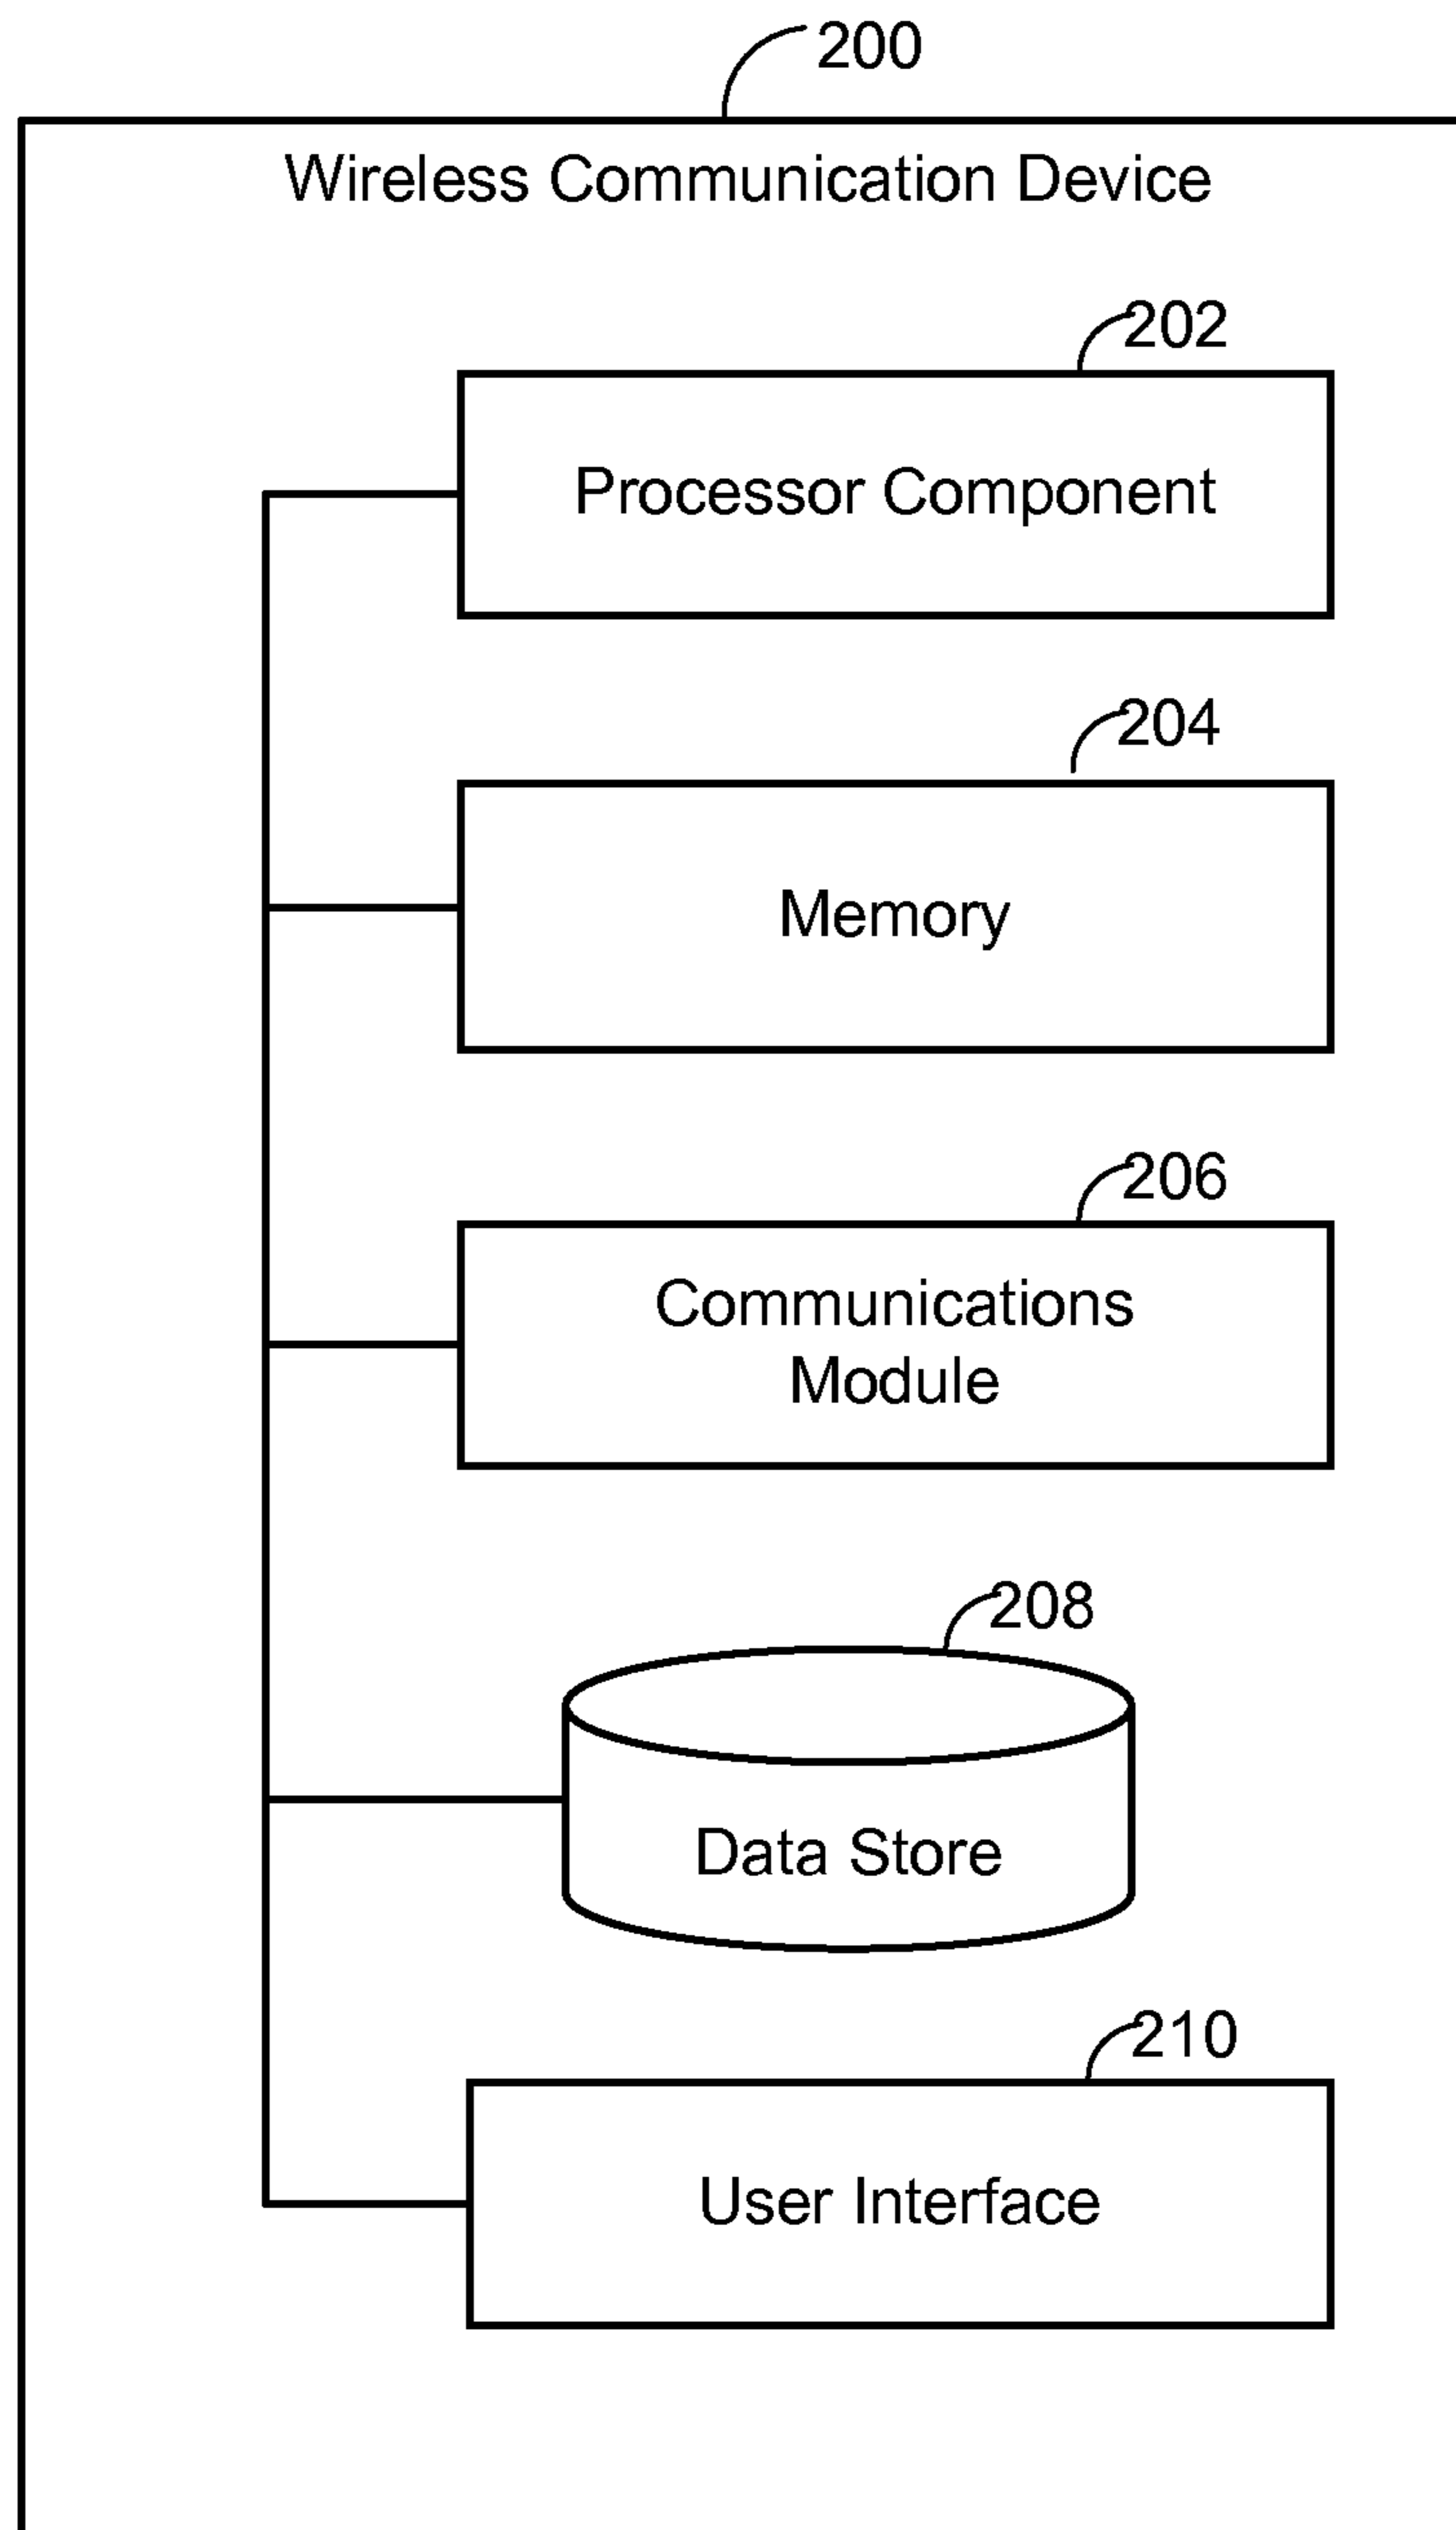 200
Wireless Communication Device
202
Processor Component
204
Memory
206
Communications
Module
208
Data Store
210
User Interface